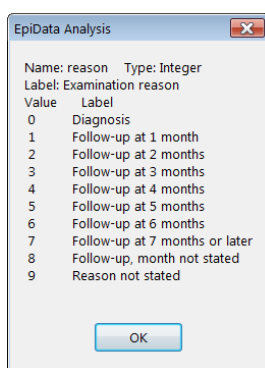 EpiData Analysis
Name: reason Type: Integer
Label: Examination reason
Value Label
0 Diagnosis
1 Follow-up at 1 month
2 Follow-up at 2 months
3 Follow-up at 3 months
4 Follow-up at 4 months
5 Follow-up at 5 months
6 Follow-up at 6 months
7 Follow-up at 7 months or later
8 Follow-up, month not stated
9 Reason not stated
OK